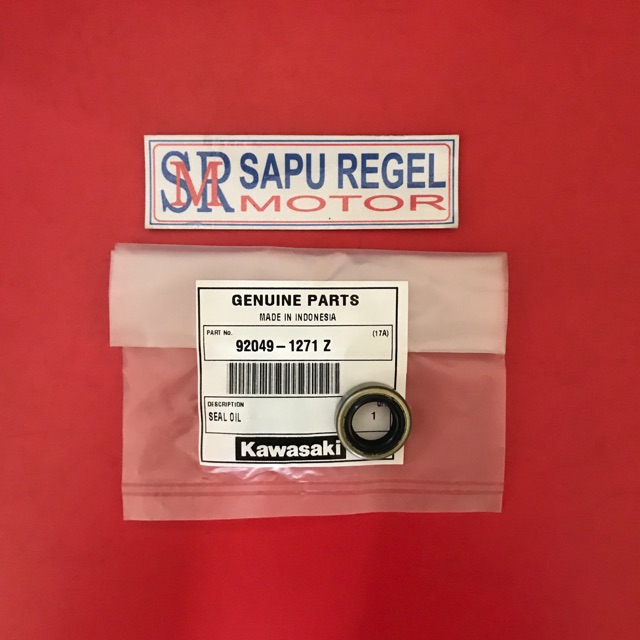 SMR SAPU REGEL
MOTOR
GENUINE PARTS
MADE IN INDONESIA
PART No. (17A)
92049-1271 Z
DESCRIPTION
SEAL OIL 1
Kawasaki